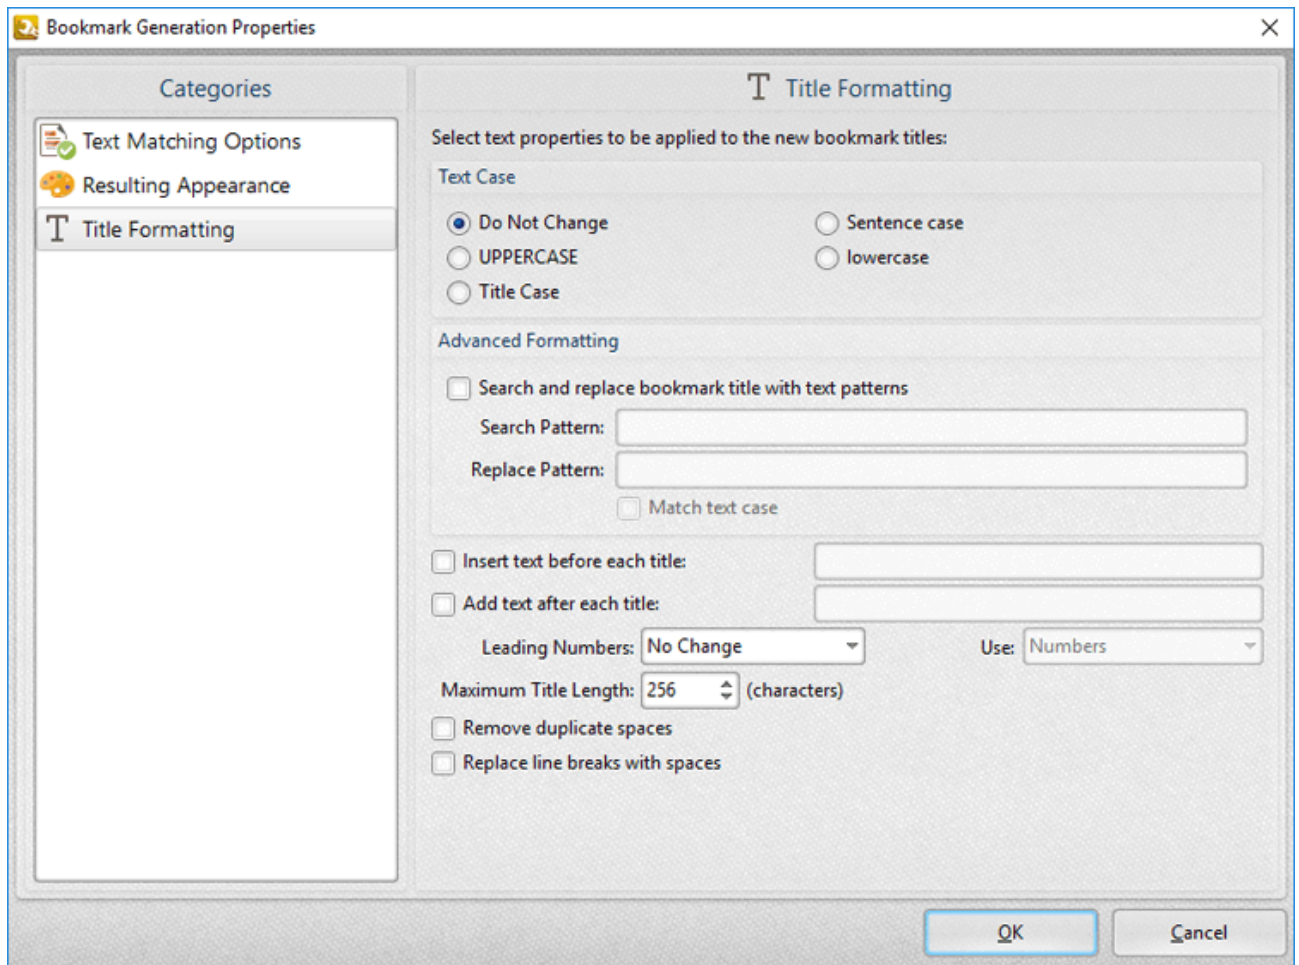 Bookmark Generation Properties
Categories
Text Matching Options
Resulting Appearance
Title Formatting
Title Formatting
Select text properties to be applied to the new bookmark titles:
Text Case
Do Not Change
Sentence case
UPPERCASE
lowercase
Title Case
Advanced Formatting
Search and replace bookmark title with text patterns
Search Pattern:
Replace Pattern:
Match text case
Insert text before each title:
Add text after each title:
Leading Numbers: No Change Use: Numbers
Maximum Title Length: 256 (characters)
Remove duplicate spaces
Replace line breaks with spaces
OK Cancel